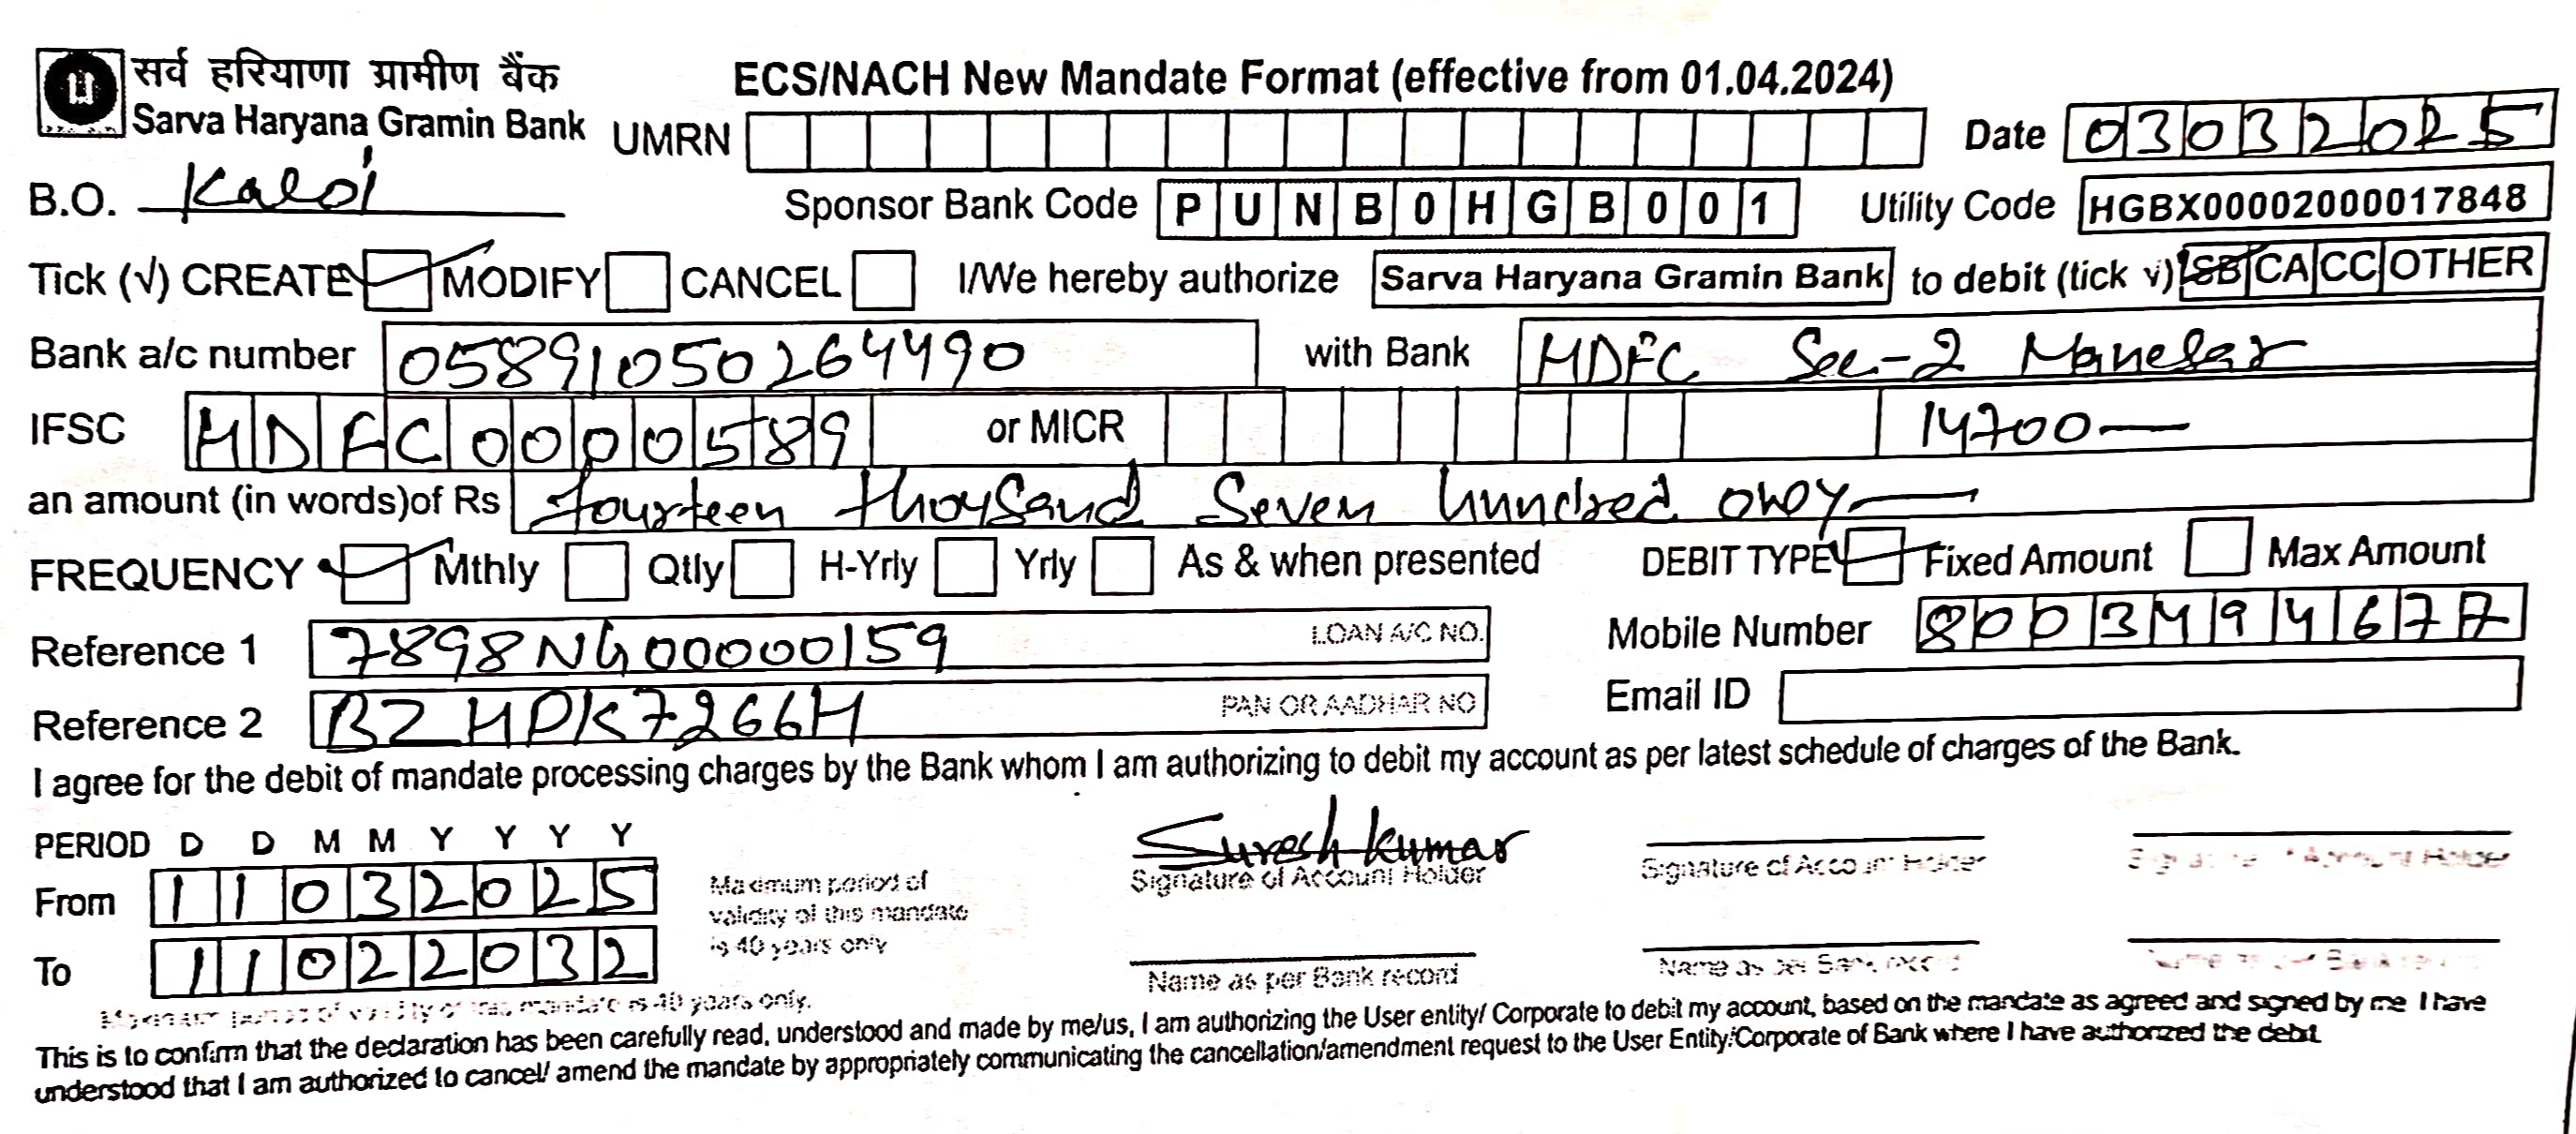 सर्व हरियाणा ग्रामीण बैंक
Sarva Haryana Gramin Bank
ECS/NACH New Mandate Format (effective from 01.04.2024)
UMRN Date 03032025
B.O. Kaloi Sponsor Bank Code PUNB0HGB001 Utility Code HGBX00002000017848
Tick (√) CREATE MODIFY CANCEL I/We hereby authorize Sarva Haryana Gramin Bank to debit (tick √) SB CA CC OTHER
Bank a/c number 05891050264490 with Bank HDFC Sec-2 Manesar
IFSC HDFC0000589 or MICR 14700—
an amount (in words)of Rs fourteen thousand Seven hundred only—
FREQUENCY Mthly Qtly H-Yrly Yrly As & when presented DEBIT TYPE Fixed Amount Max Amount
Reference 1 7898NG00000159 LOAN A/C NO. Mobile Number 8003494677
Reference 2 BZHPK7266H PAN OR AADHAR NO Email ID
I agree for the debit of mandate processing charges by the Bank whom I am authorizing to debit my account as per latest schedule of charges of the Bank.
PERIOD D D M M Y Y Y Y
From 11032025
To 11022032
Maximum period of
validity of this mandate
is 40 years only
Suresh Kumar
Signature of Account Holder Signature of Account Holder Signature of Account Holder
Name as per Bank record Name as per Bank record Name as per Bank record
Maximum period of validity of this mandate is 40 years only.
This is to confirm that the declaration has been carefully read, understood and made by me/us, I am authorizing the User entity/ Corporate to debit my account, based on the mandate as agreed and signed by me I have
understood that I am authorized to cancel/ amend the mandate by appropriately communicating the cancellation/amendment request to the User Entity/Corporate of Bank where I have authorized the debit